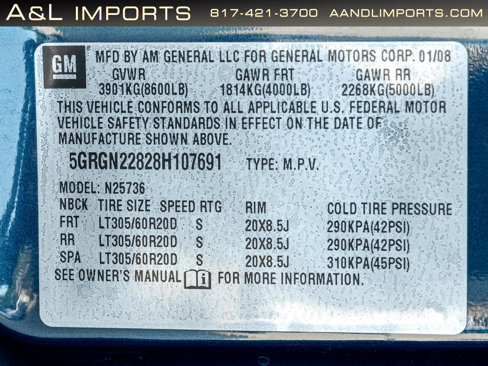 A&L IMPORTS 817-421-3700 AANDLIMPORTS.COM
GM
MFD BY AM GENERAL LLC FOR GENERAL MOTORS CORP. 01/08
GVWR GAWR FRT GAWR RR
3901KG(8600LB) 1814KG(4000LB) 2268KG(5000LB)
THIS VEHICLE CONFORMS TO ALL APPLICABLE U.S. FEDERAL MOTOR
VEHICLE SAFETY STANDARDS IN EFFECT ON THE DATE OF
MANUFACTURE SHOWN ABOVE.
5GRGN22828H107691 TYPE: M.P.V.
MODEL: N25736
NBCK TIRE SIZE SPEED RTG RIM COLD TIRE PRESSURE
FRT LT305/60R20D S 20X8.5J 290KPA(42PSI)
RR LT305/60R20D S 20X8.5J 290KPA(42PSI)
SPA LT305/60R20D S 20X8.5J 310KPA(45PSI)
SEE OWNER'S MANUAL FOR MORE INFORMATION.